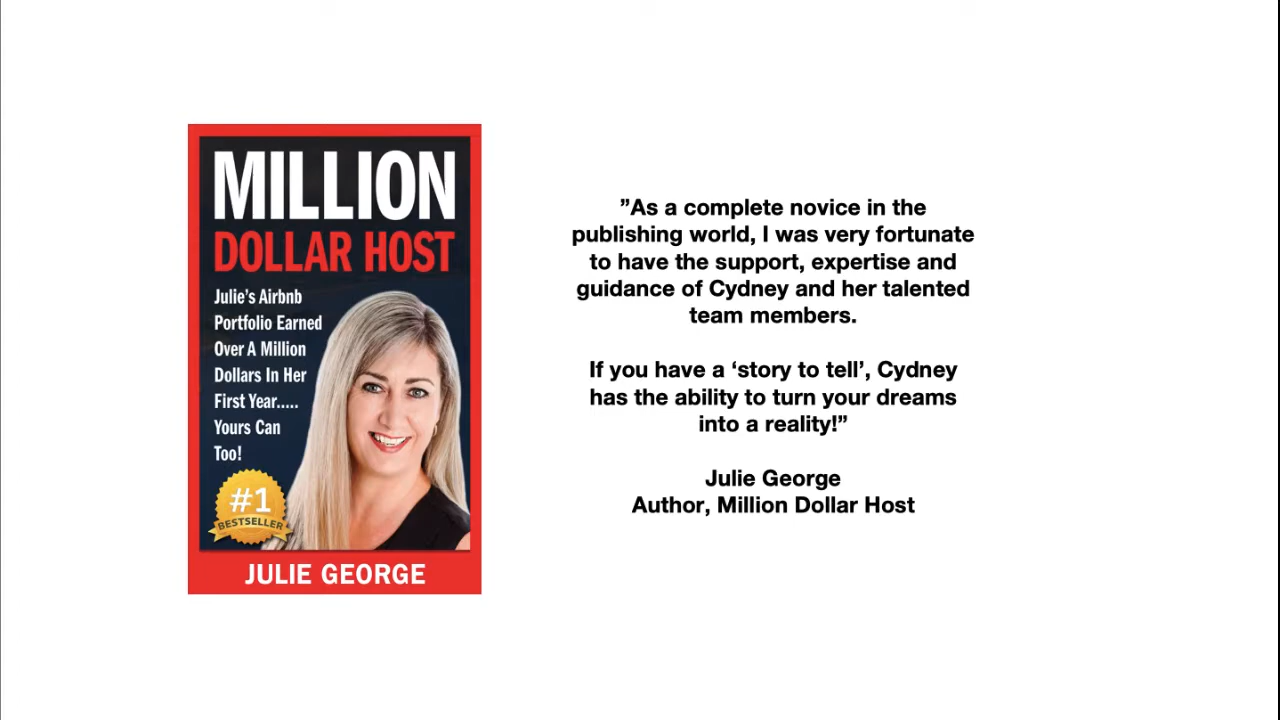 MILLION
DOLLAR HOST
Julie's Airbnb
Portfolio Earned
Over A Million
Dollars In Her
First Year.....
Yours Can
Too!
#1
BESTSELLER
JULIE GEORGE
”As a complete novice in the
publishing world, I was very fortunate
to have the support, expertise and
guidance of Cydney and her talented
team members.
If you have a ‘story to tell’, Cydney
has the ability to turn your dreams
into a reality!”
Julie George
Author, Million Dollar Host